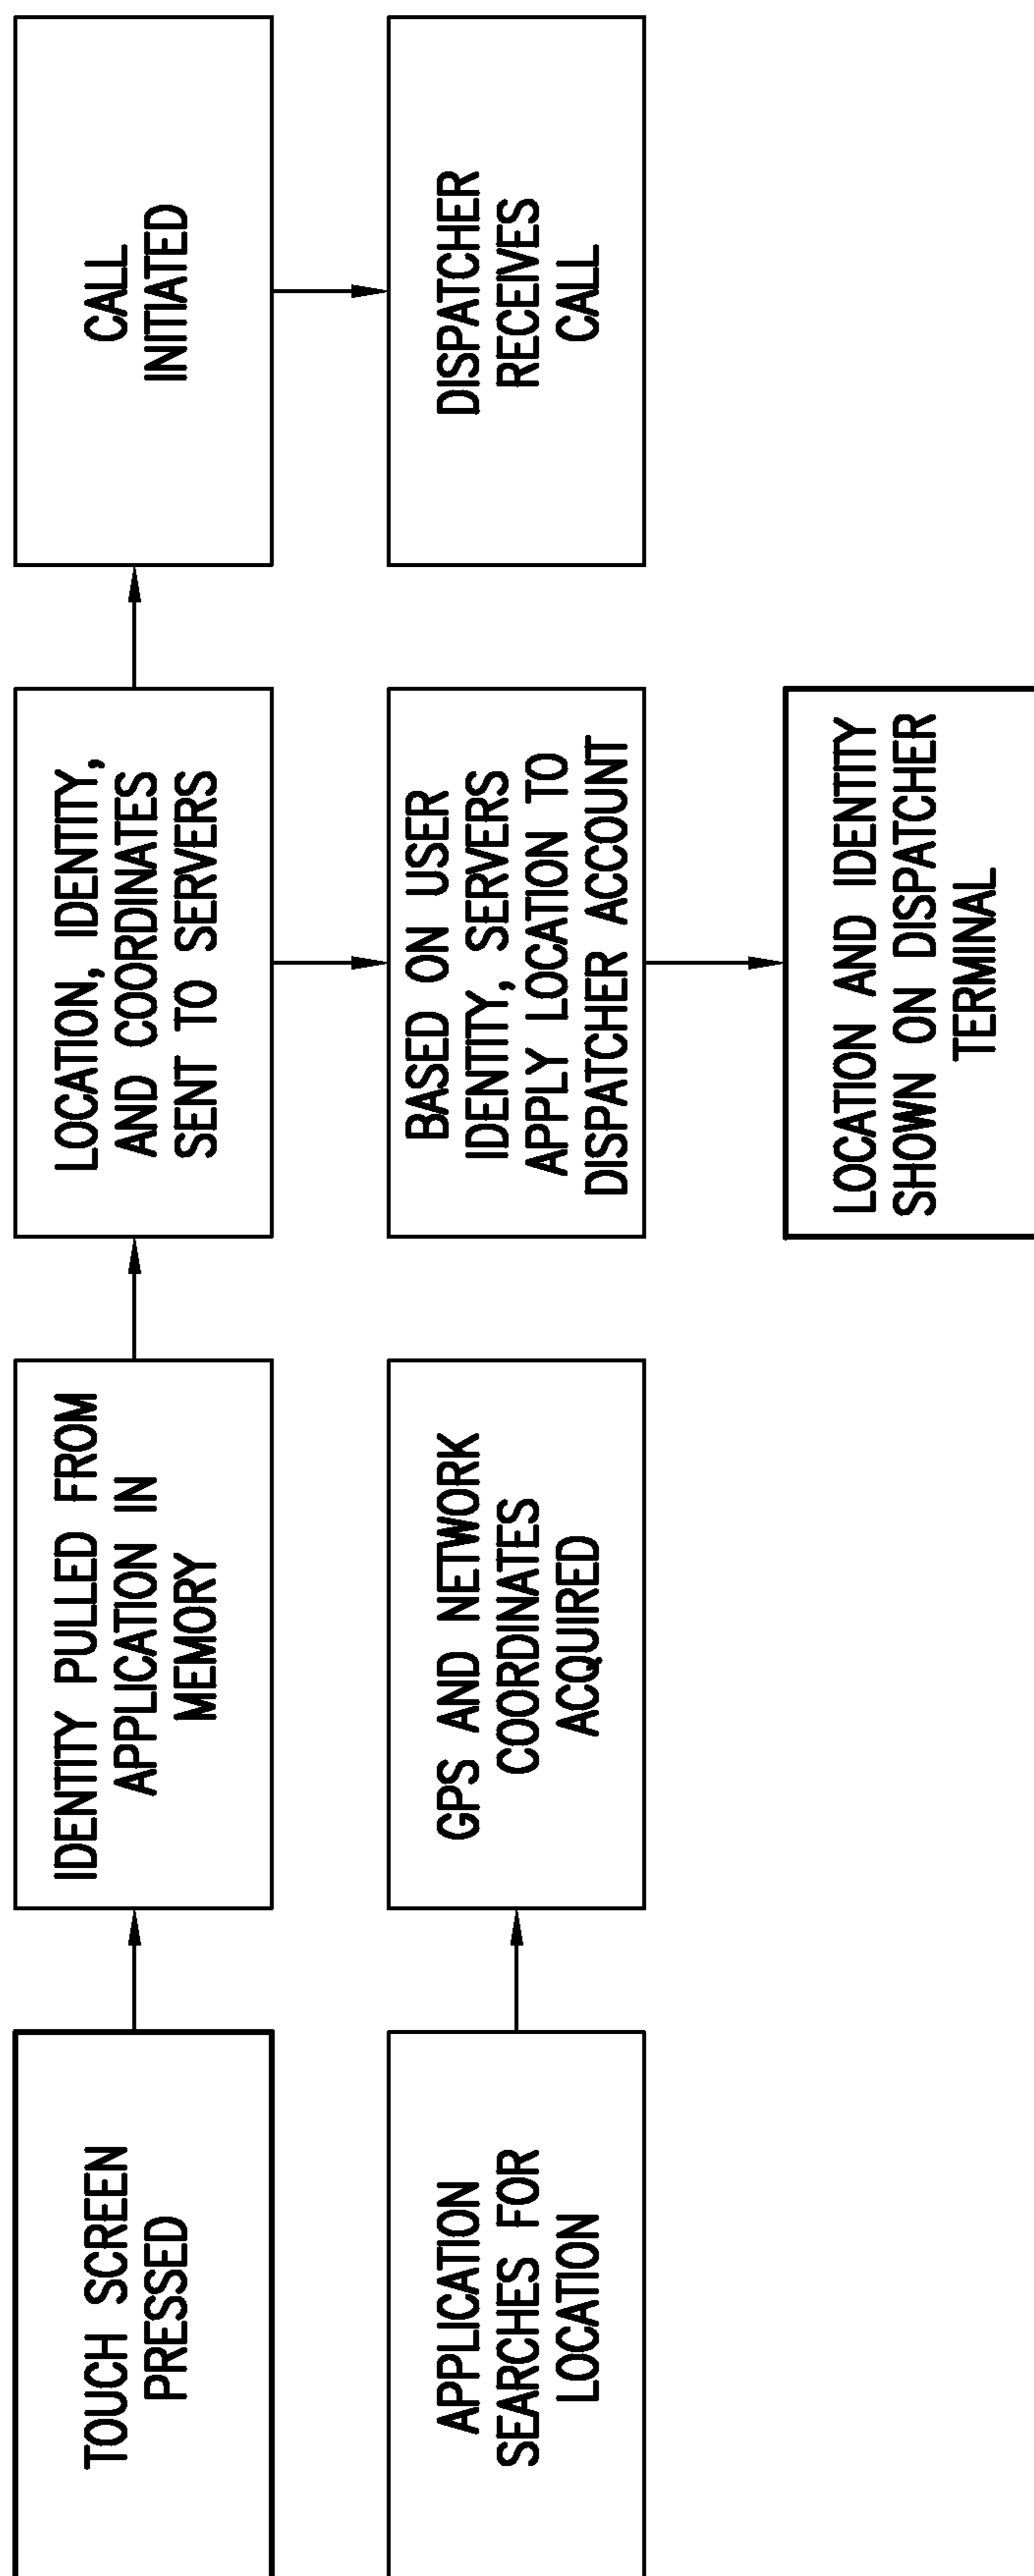 TOUCH SCREEN
PRESSED
IDENTITY PULLED FROM
APPLICATION IN
MEMORY
LOCATION, IDENTITY,
AND COORDINATES
SENT TO SERVERS
CALL
INITIATED
APPLICATION
SEARCHES FOR
LOCATION
GPS AND NETWORK
COORDINATES
ACQUIRED
BASED ON USER
IDENTITY, SERVERS
APPLY LOCATION TO
DISPATCHER ACCOUNT
DISPATCHER
RECEIVES
CALL
LOCATION AND IDENTITY
SHOWN ON DISPATCHER
TERMINAL